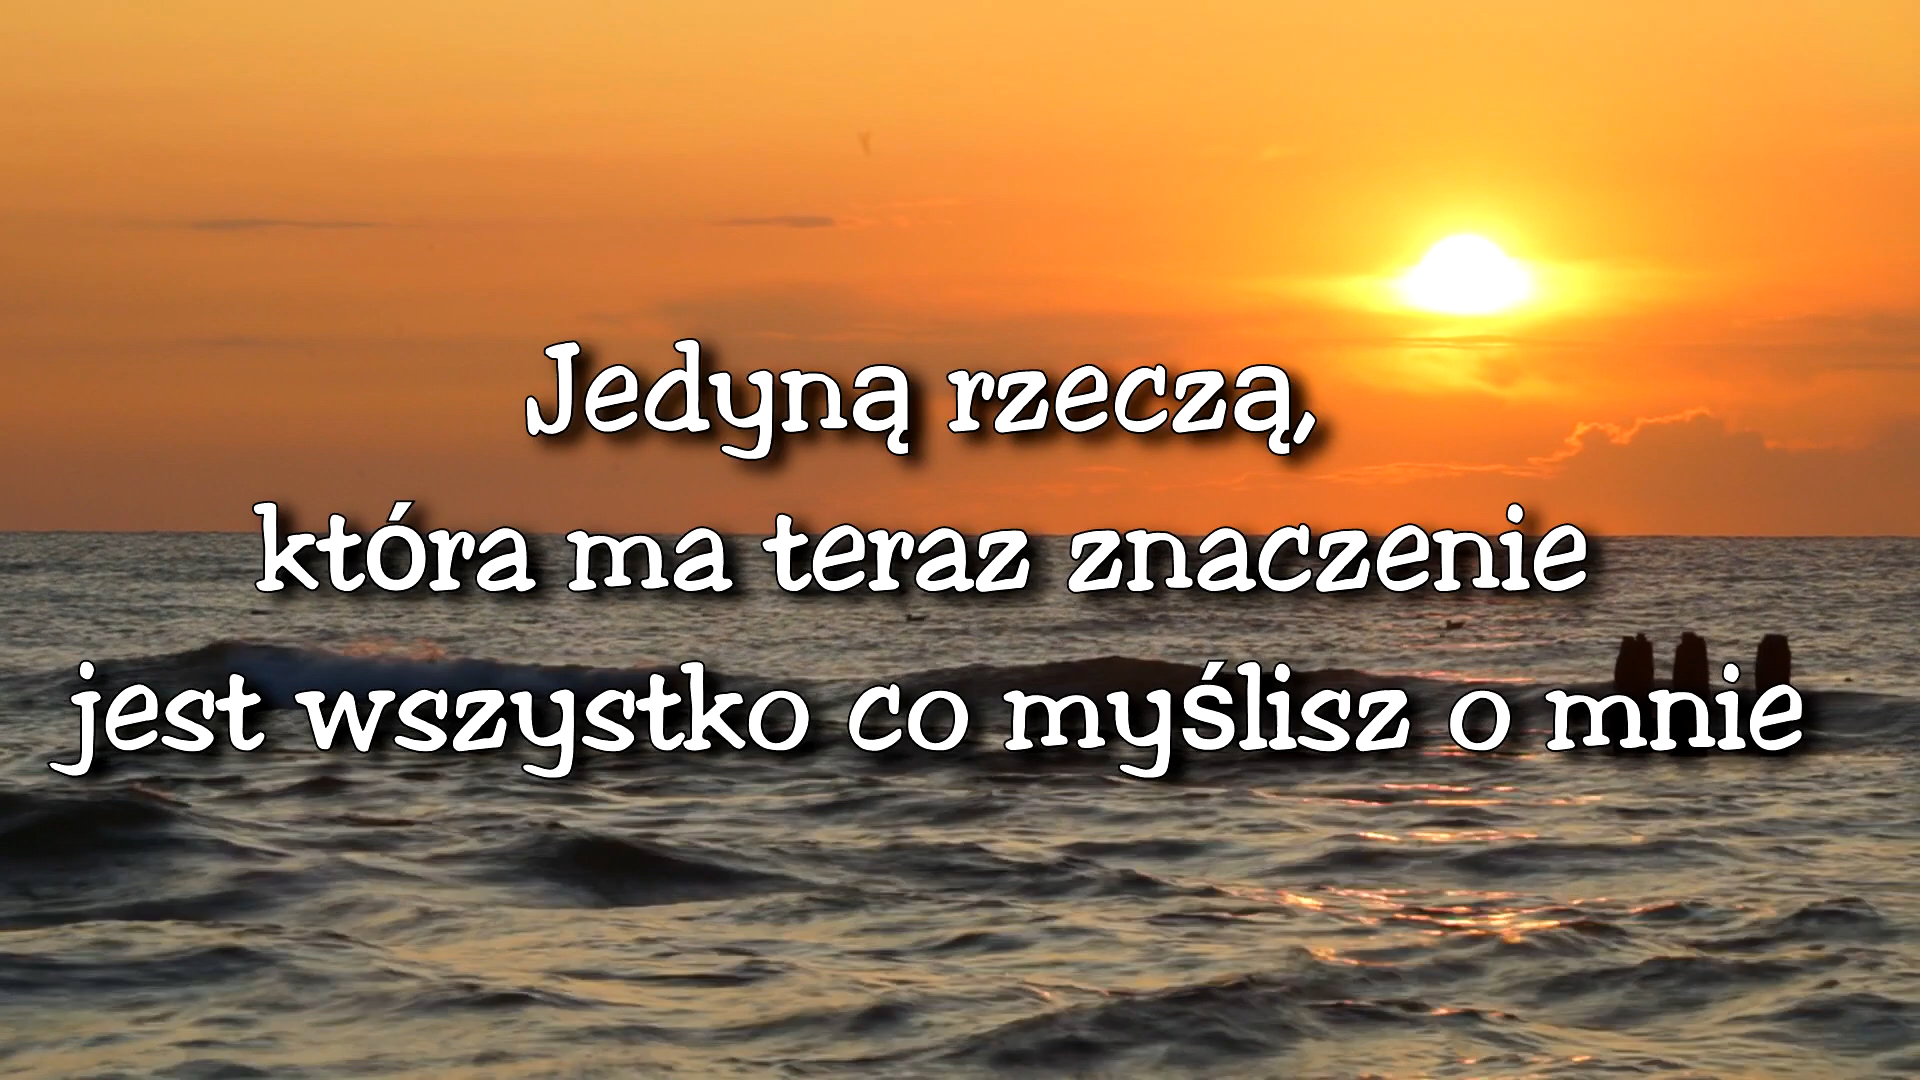 Jedyną rzeczą,
która ma teraz znaczenie
jest wszystko co myślisz o mnie